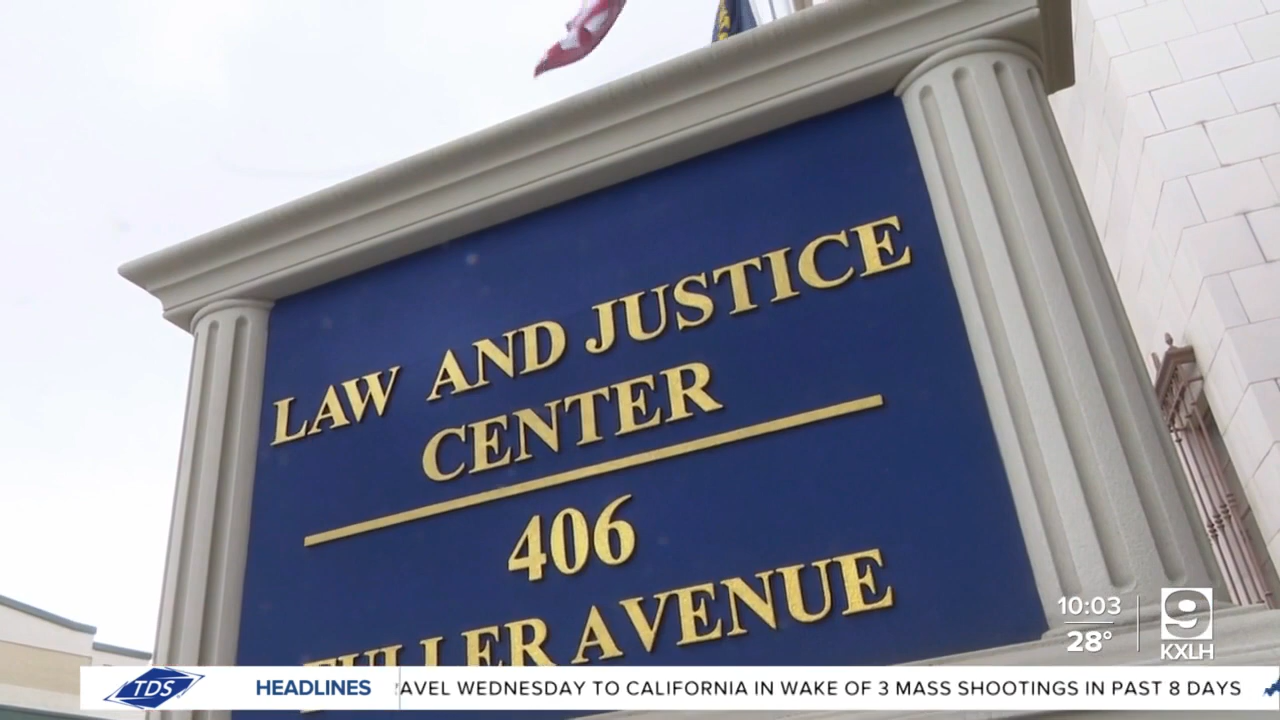 LAW AND JUSTICE
CENTER
406
FULLER AVENUE
10:03
28°
9
KXLH
TDS
HEADLINES
AVEL WEDNESDAY TO CALIFORNIA IN WAKE OF 3 MASS SHOOTINGS IN PAST 8 DAYS